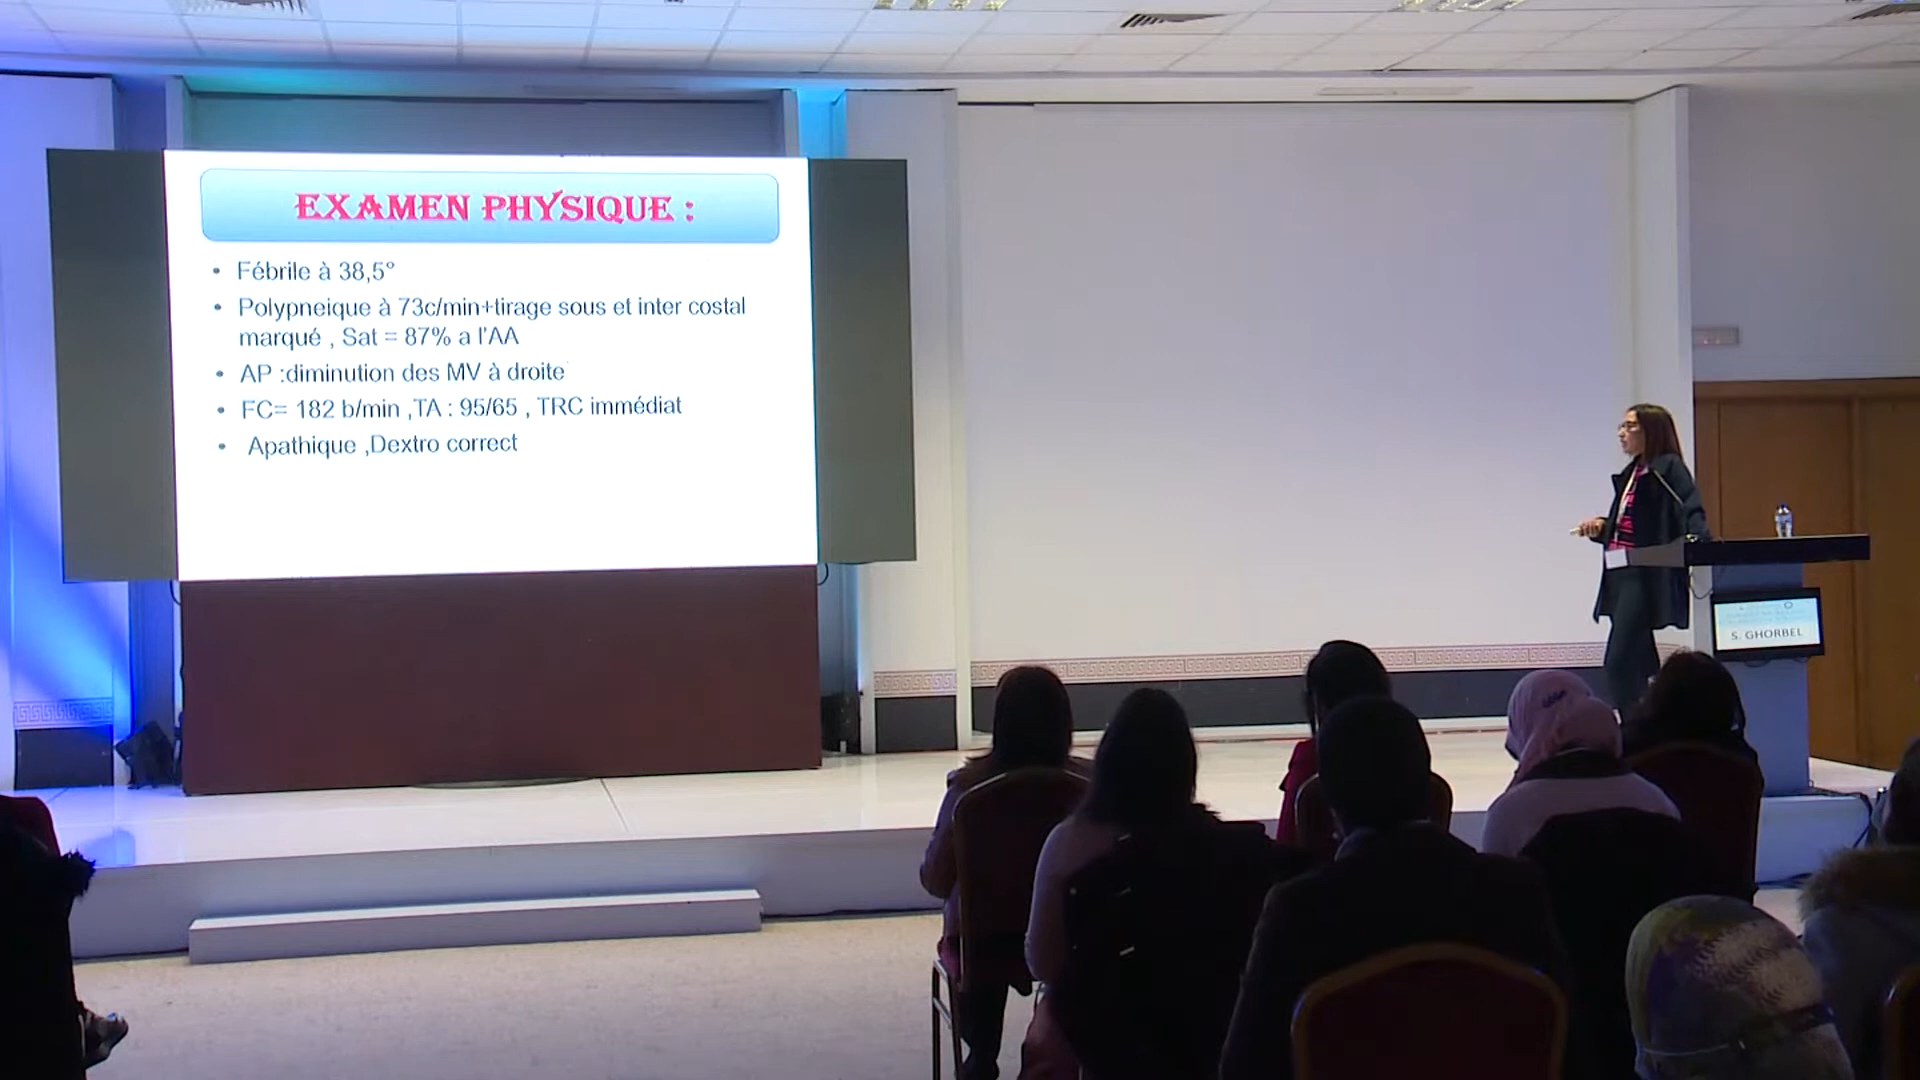 EXAMEN PHYSIQUE :
• Fébrile à 38,5°
• Polypneique à 73c/min+tirage sous et inter costal
marqué , Sat = 87% a l'AA
• AP :diminution des MV à droite
• FC= 182 b/min ,TA : 95/65 , TRC immédiat
• Apathique ,Dextro correct
S. GHORBEL